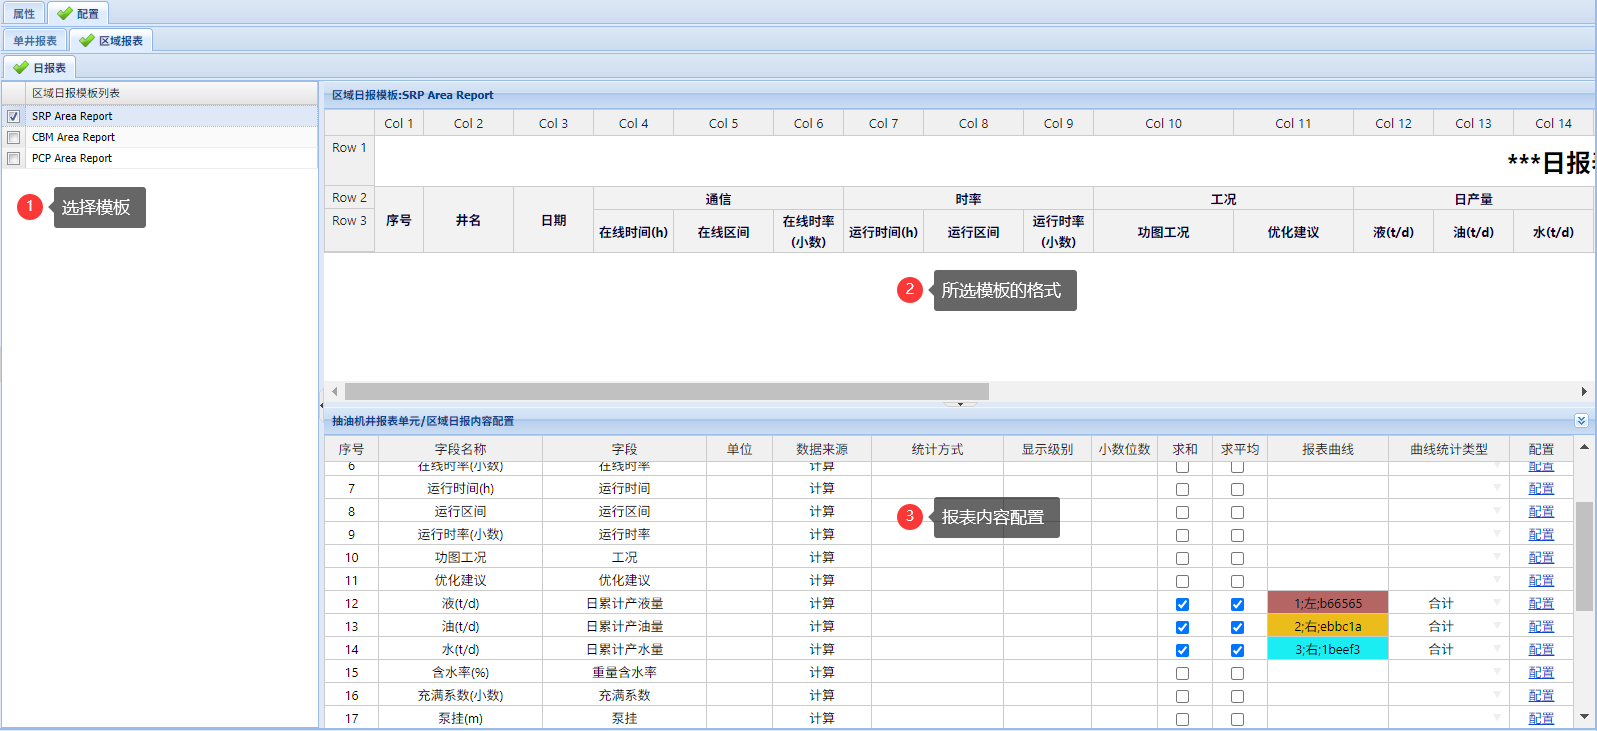 属性 配置
单井报表 区域报表
日报表
区域日报模板列表
SRP Area Report
CBM Area Report
PCP Area Report
1 选择模板
区域日报模板:SRP Area Report
Col 1 Col 2 Col 3 Col 4 Col 5 Col 6 Col 7 Col 8 Col 9 Col 10 Col 11 Col 12 Col 13 Col 14
Row 1 ***日报
Row 2 通信 时率 工况 日产量
Row 3 序号 井名 日期 在线时间(h) 在线区间 在线时率(小数) 运行时间(h) 运行区间 运行时率(小数) 功图工况 优化建议 液(t/d) 油(t/d) 水(t/d)
2 所选模板的格式
抽油机井报表单元/区域日报内容配置
序号 字段名称 字段 单位 数据来源 统计方式 显示级别 小数位数 求和 求平均 报表曲线 曲线统计类型 配置
6 在线时率(小数) 在线时率 计算 配置
7 运行时间(h) 运行时间 计算 配置
8 运行区间 运行区间 计算 配置
3 报表内容配置
9 运行时率(小数) 运行时率 计算 配置
10 功图工况 工况 计算 配置
11 优化建议 优化建议 计算 配置
12 液(t/d) 日累计产液量 计算 1;左;b66565 合计 配置
13 油(t/d) 日累计产油量 计算 2;右;ebbc1a 合计 配置
14 水(t/d) 日累计产水量 计算 3;右;1beef3 合计 配置
15 含水率(%) 重量含水率 计算 配置
16 充满系数(小数) 充满系数 计算 配置
17 泵挂(m) 泵挂 计算 配置